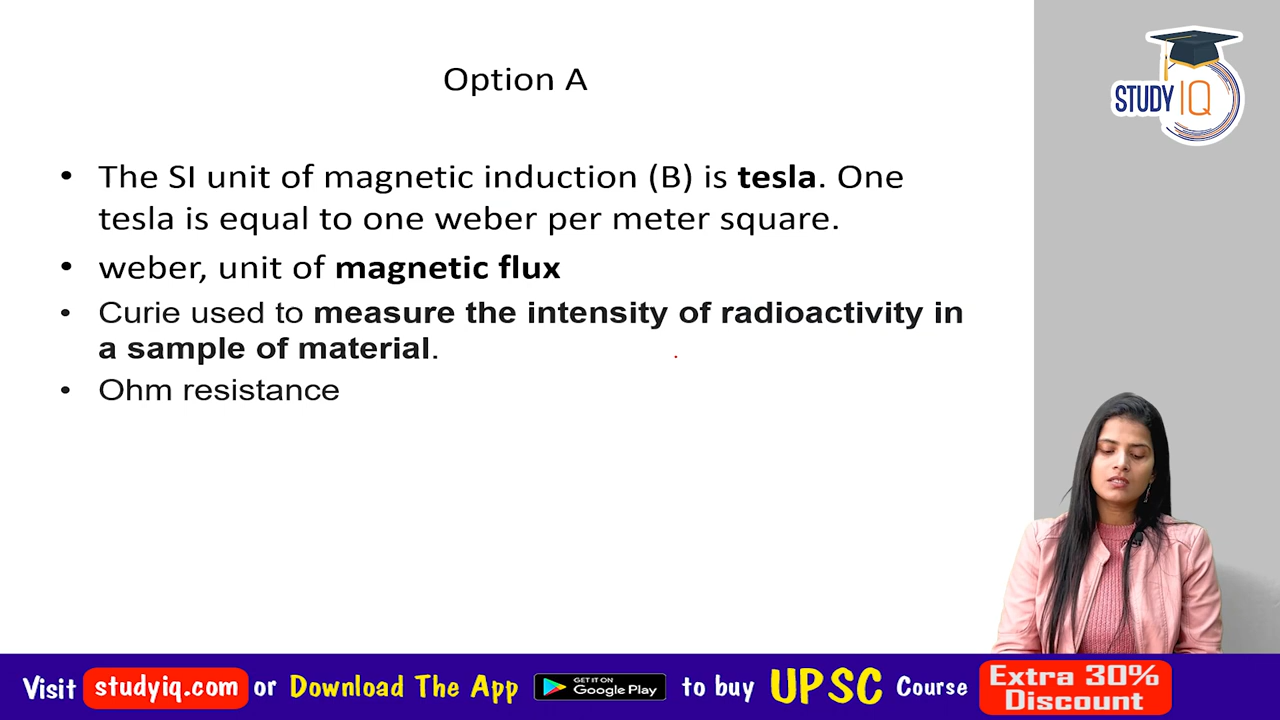 Option A
STUDY IQ
• The SI unit of magnetic induction (B) is tesla. One
tesla is equal to one weber per meter square.
• weber, unit of magnetic flux
• Curie used to measure the intensity of radioactivity in
a sample of material.
• Ohm resistance
Visit studyiq.com or Download The App GET IT ON Google Play to buy UPSC Course Extra 30% Discount